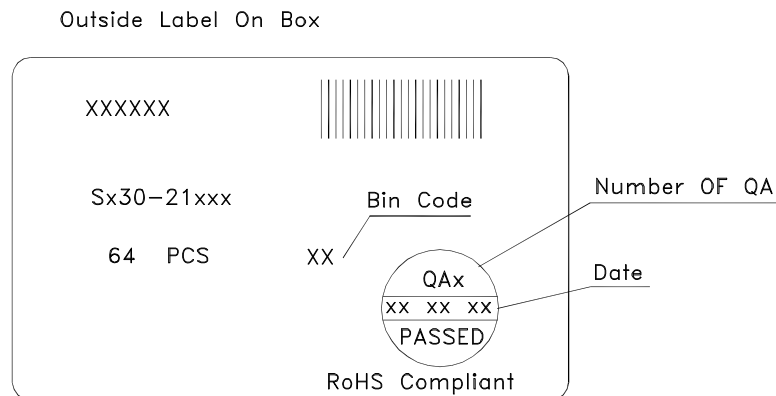 Outside Label On Box
XXXXXX
Sx30-21xxx
Bin Code
Number OF QA
64 PCS
XX
QAx
Date
xx xx xx
PASSED
RoHS Compliant